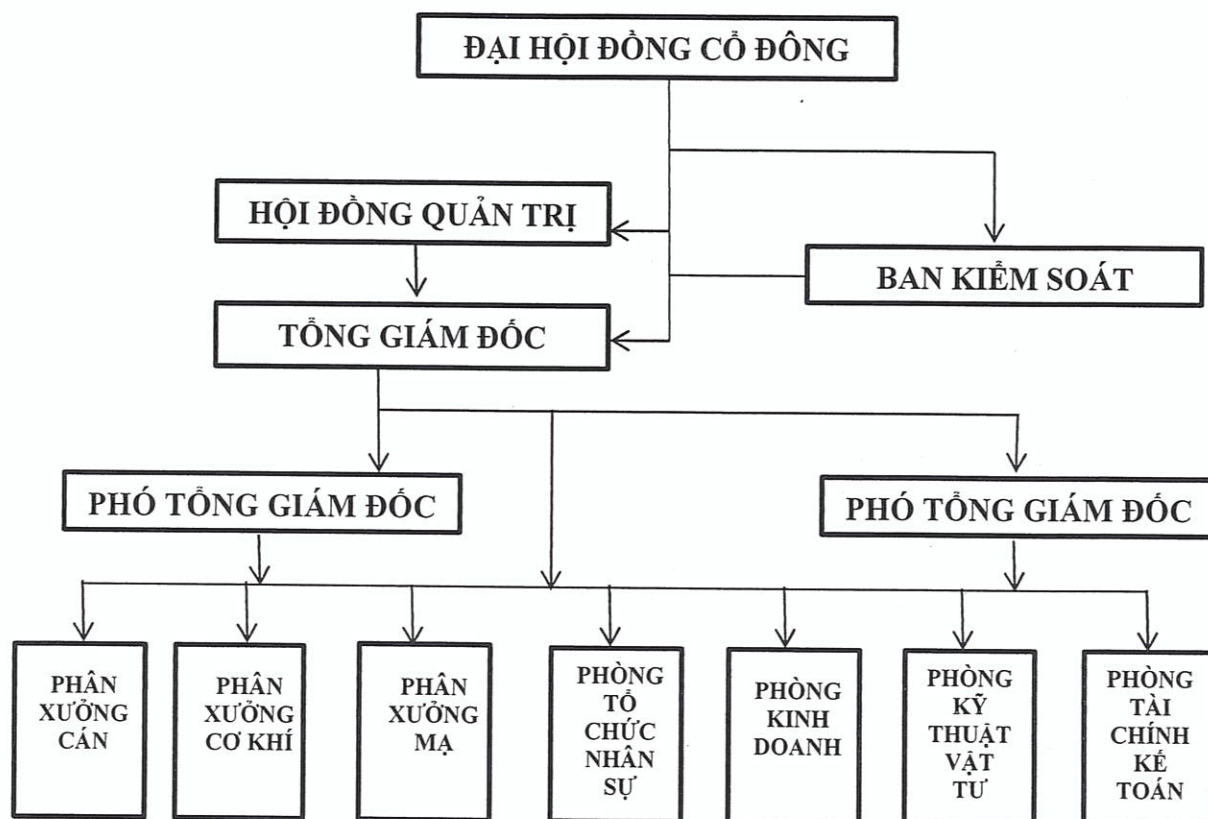 ĐẠI HỘI ĐỒNG CỔ ĐÔNG
HỘI ĐỒNG QUẢN TRỊ
BAN KIỂM SOÁT
TỔNG GIÁM ĐỐC
PHÓ TỔNG GIÁM ĐỐC
PHÓ TỔNG GIÁM ĐỐC
PHÂN
XƯỞNG
CÁN
PHÂN
XƯỞNG
CƠ KHÍ
PHÂN
XƯỞNG
MẠ
PHÒNG
TỔ
CHỨC
NHÂN
SỰ
PHÒNG
KINH
DOANH
PHÒNG
KỸ
THUẬT
VẬT
TƯ
PHÒNG
TÀI
CHÍNH
KẾ
TOÁN